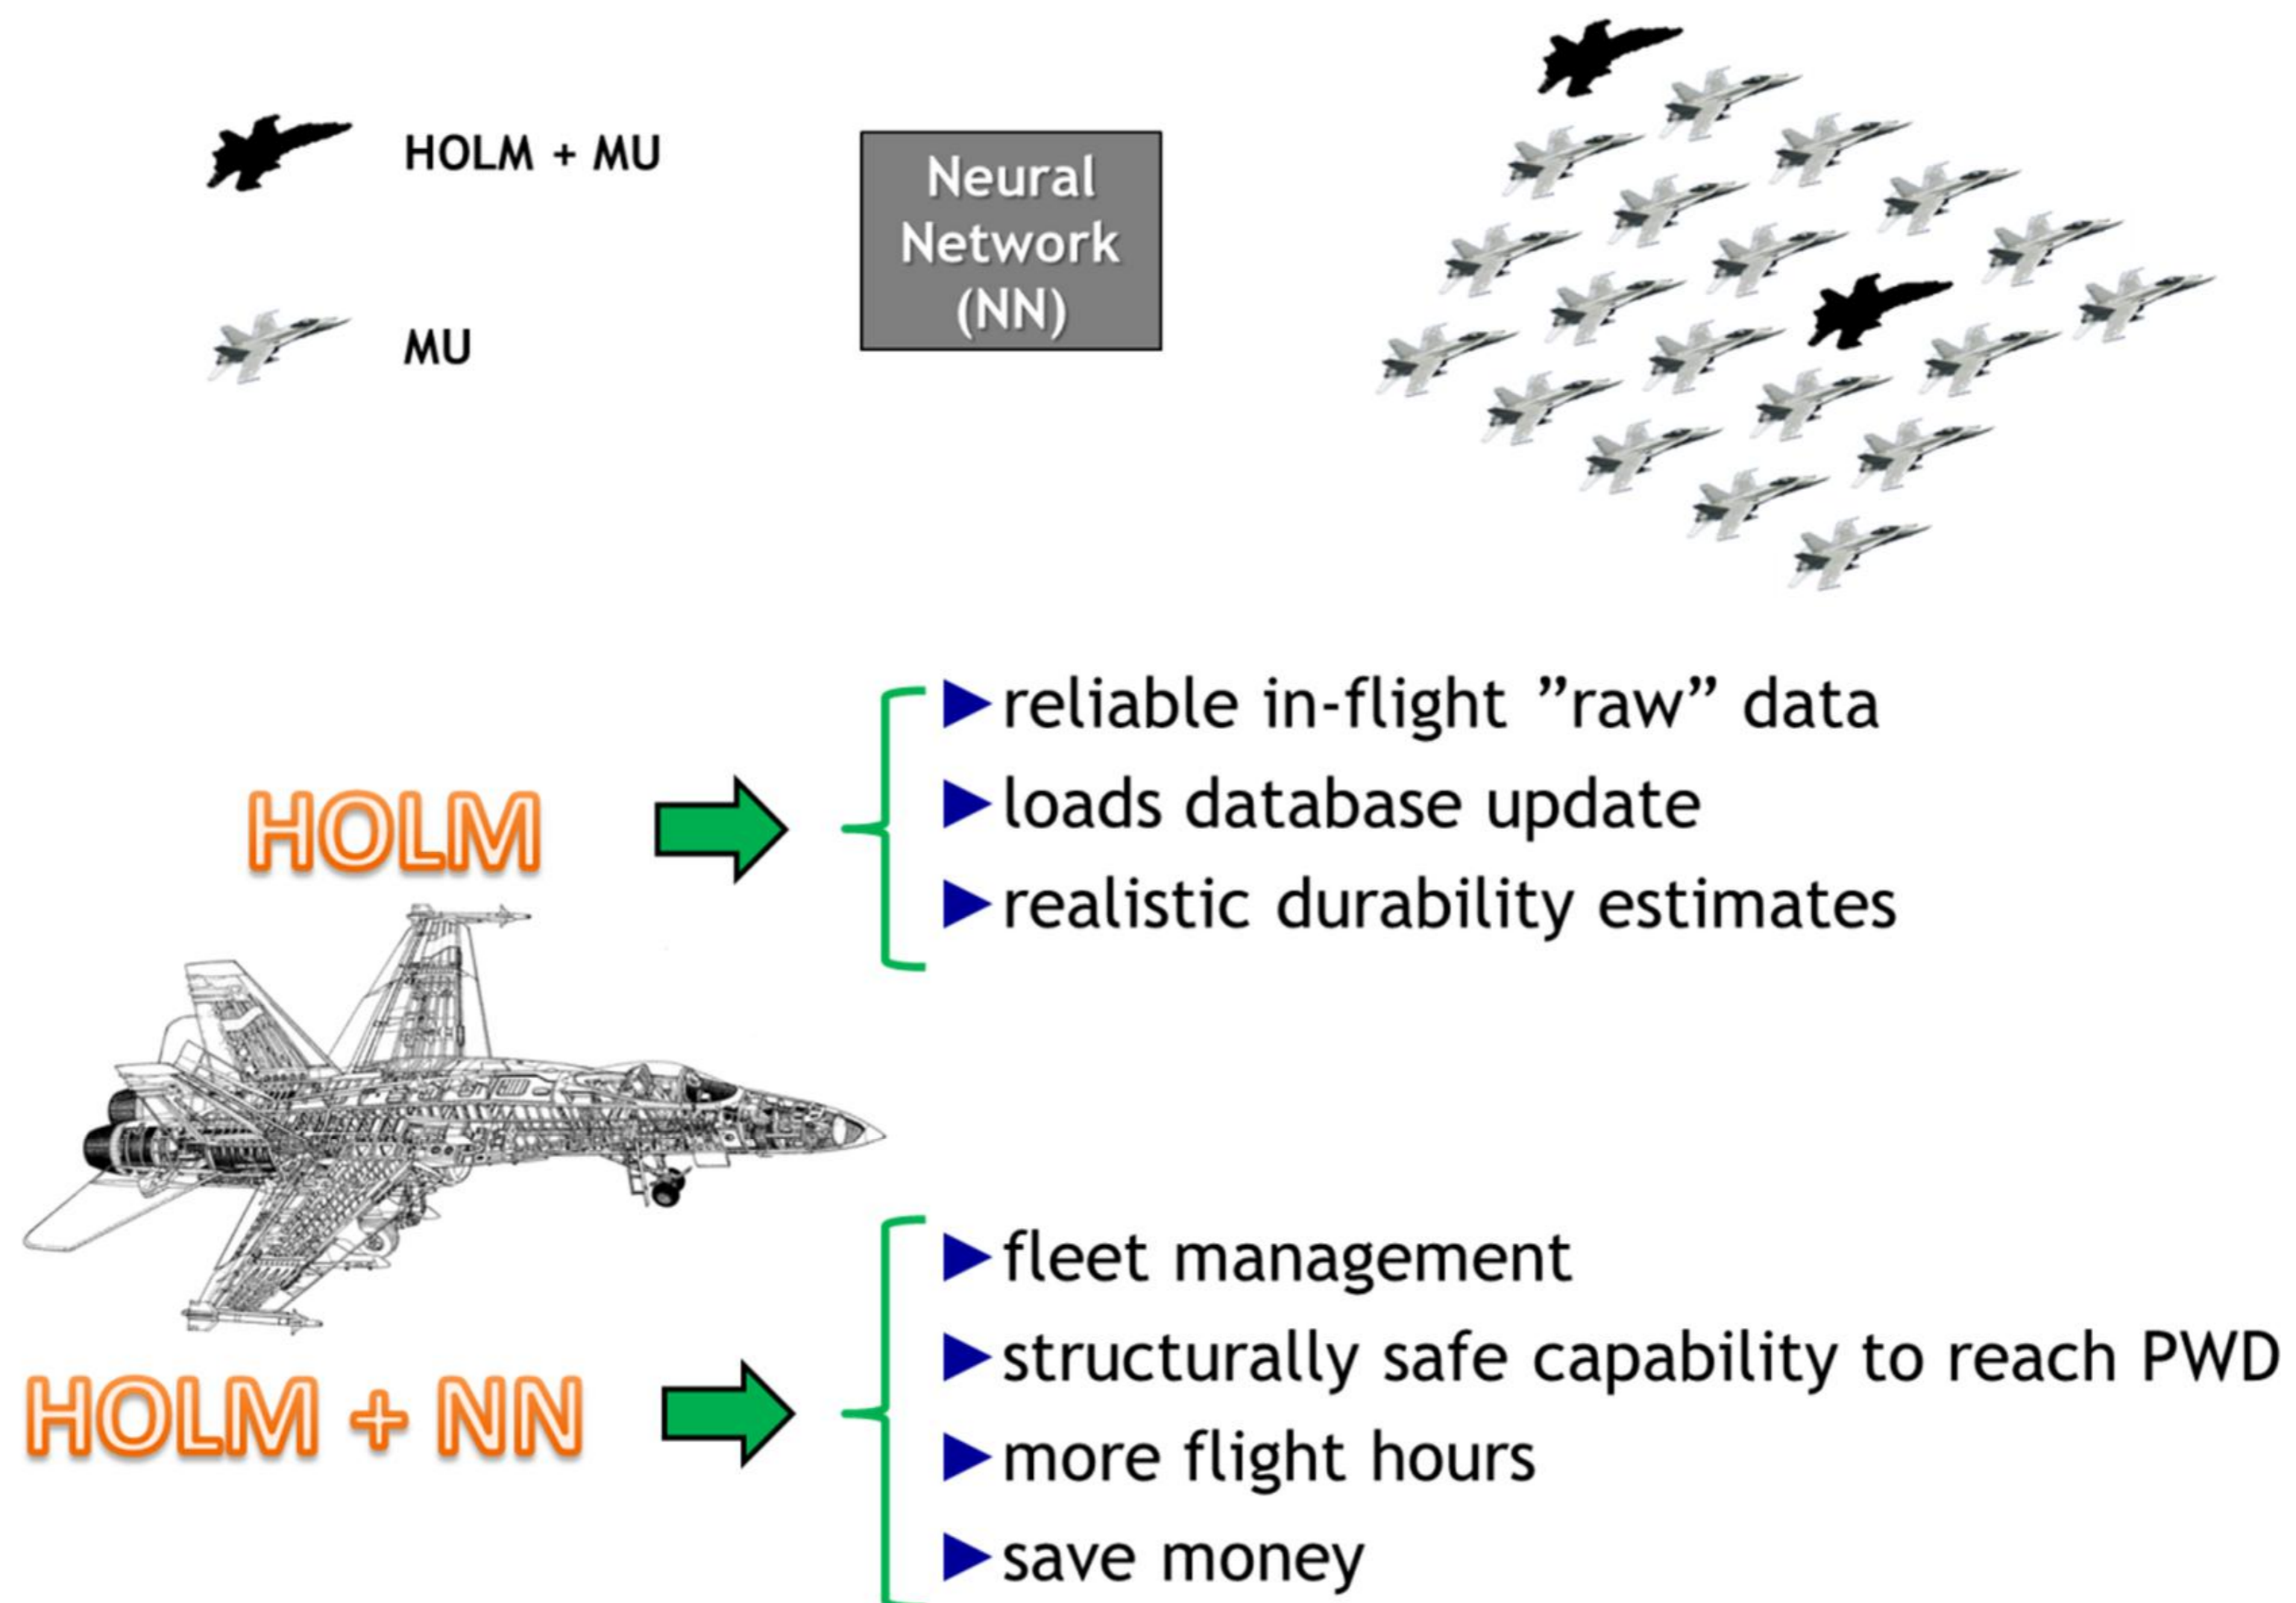 HOLM + MU
MU
Neural
Network
(NN)
HOLM
►reliable in-flight ”raw” data
►loads database update
►realistic durability estimates
HOLM + NN
►fleet management
►structurally safe capability to reach PWD
►more flight hours
►save money